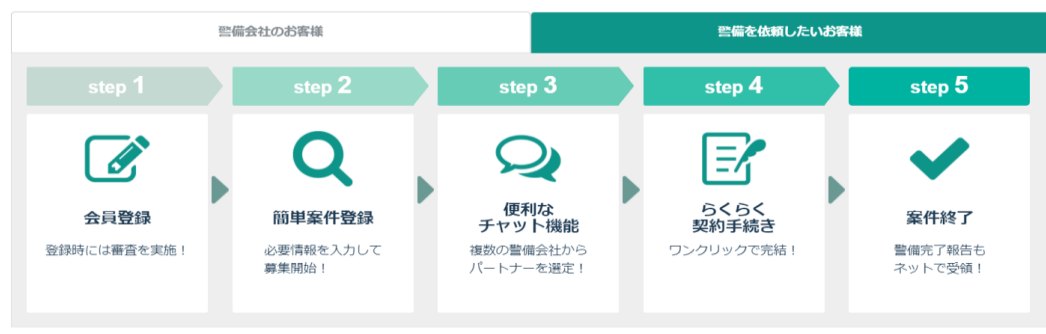 警備会社のお客様
警備を依頼したいお客様
step 1
step 2
step 3
step 4
step 5
会員登録
登録時には審査を実施！
簡単案件登録
必要情報を入力して
募集開始！
便利な
チャット機能
複数の警備会社から
パートナーを選定！
らくらく
契約手続き
ワンクリックで完結！
案件終了
警備完了報告も
ネットで受領！